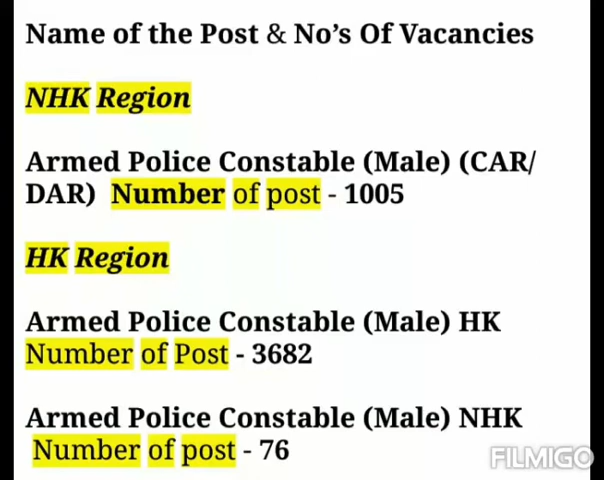 Name of the Post & No’s Of Vacancies
NHK Region
Armed Police Constable (Male) (CAR/
DAR) Number of post - 1005
HK Region
Armed Police Constable (Male) HK
Number of Post - 3682
Armed Police Constable (Male) NHK
Number of post - 76
FILMIGO